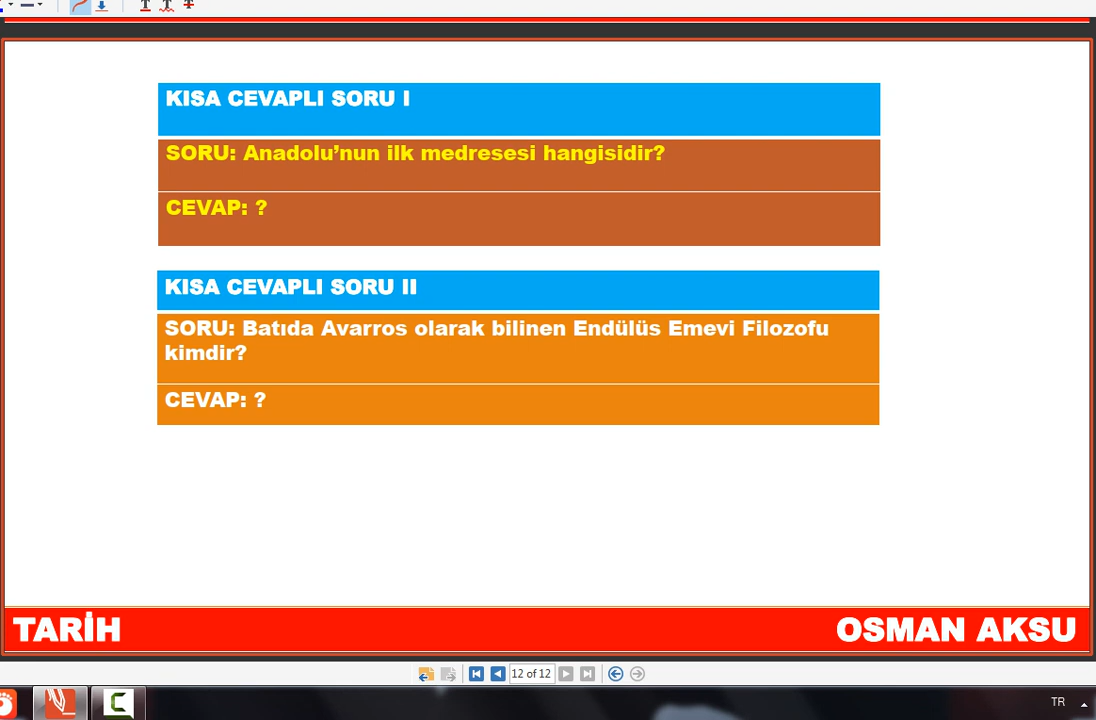 KISA CEVAPLI SORU I
SORU: Anadolu’nun ilk medresesi hangisidir?
CEVAP: ?
KISA CEVAPLI SORU II
SORU: Batıda Avarros olarak bilinen Endülüs Emevi Filozofu
kimdir?
CEVAP: ?
TARİH
OSMAN AKSU
12 of 12
TR